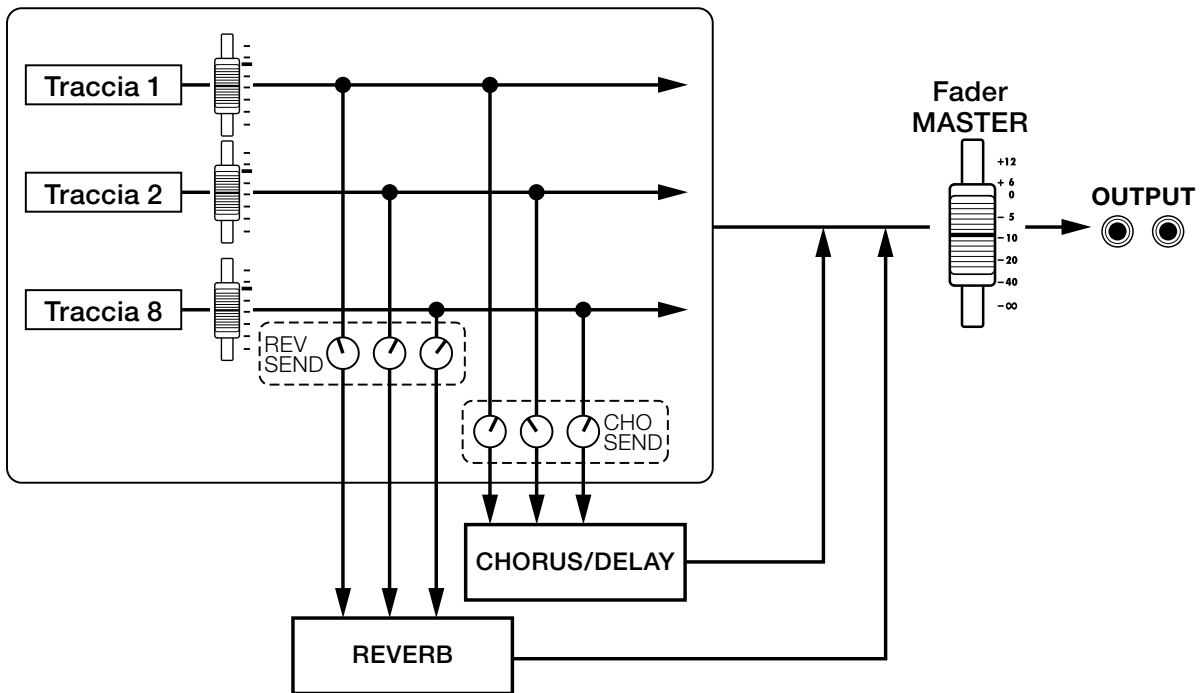 Traccia 1
Traccia 2
Traccia 8
REV
SEND
CHO
SEND
CHORUS/DELAY
REVERB
Fader
MASTER
+12
+ 6
0
- 5
-10
-20
-40
-∞
OUTPUT